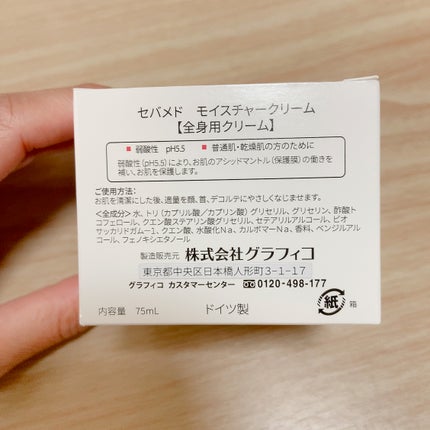 セバメド モイスチャークリーム
【全身用クリーム】
■ 弱酸性 pH5.5 ■ 普通肌・乾燥肌の方のために
弱酸性(pH5.5)により、お肌のアシッドマントル(保護膜)の働きを
補い、お肌を保護します。
ご使用方法:
お肌を清潔にした後、適量を顔、首、デコルテにやさしくなじませます。
<全成分> 水、トリ(カプリル酸/カプリン酸)グリセリル、グリセリン、酢酸ト
コフェロール、クエン酸ステアリン酸グリセリル、セテアリルアルコール、ビオ
サッカリドガム-1、クエン酸、水酸化Na、カルボマーNa、香料、ベンジルアルコ
ール、フェノキシエタノール
製造販売元 株式会社グラフィコ
東京都中央区日本橋人形町3-1-17
グラフィコ カスタマーセンター 0120-498-177
内容量 75mL ドイツ製
紙 箱